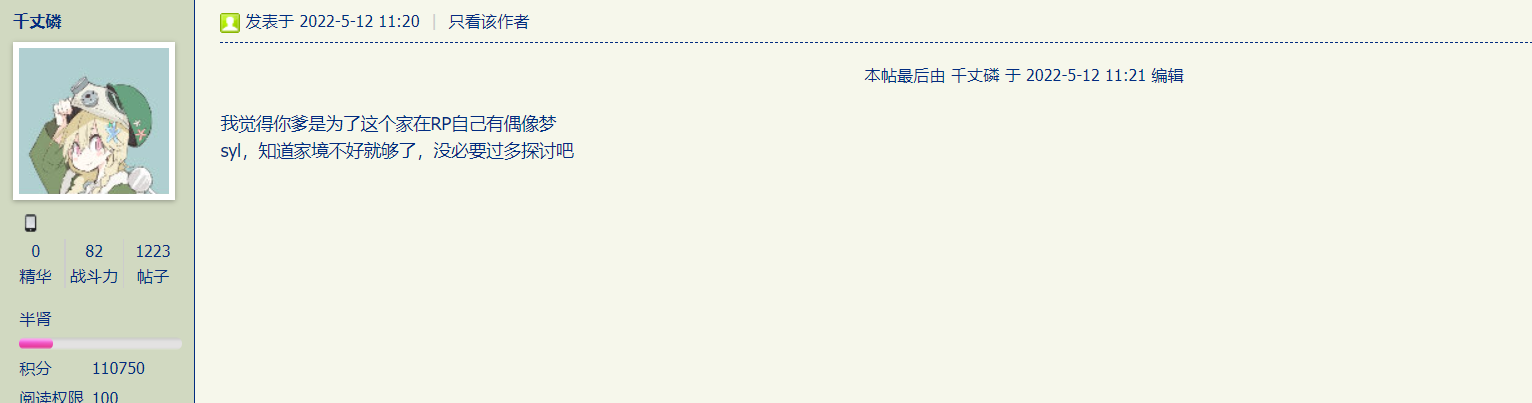 千丈磷
发表于 2022-5-12 11:20 | 只看该作者
本帖最后由 千丈磷 于 2022-5-12 11:21 编辑
我觉得你爹是为了这个家在RP自己有偶像梦
syl，知道家境不好就够了，没必要过多探讨吧
0 82 1223
精华 战斗力 帖子
半肾
积分 110750
阅读权限 100